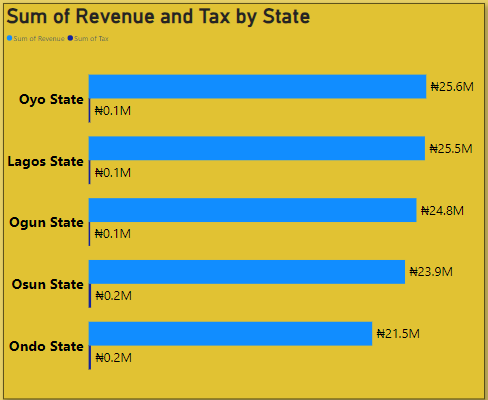 Sum of Revenue and Tax by State
Sum of Revenue Sum of Tax
Oyo State ₦25.6M
₦0.1M
Lagos State ₦25.5M
₦0.1M
Ogun State ₦24.8M
₦0.1M
Osun State ₦23.9M
₦0.2M
Ondo State ₦21.5M
₦0.2M